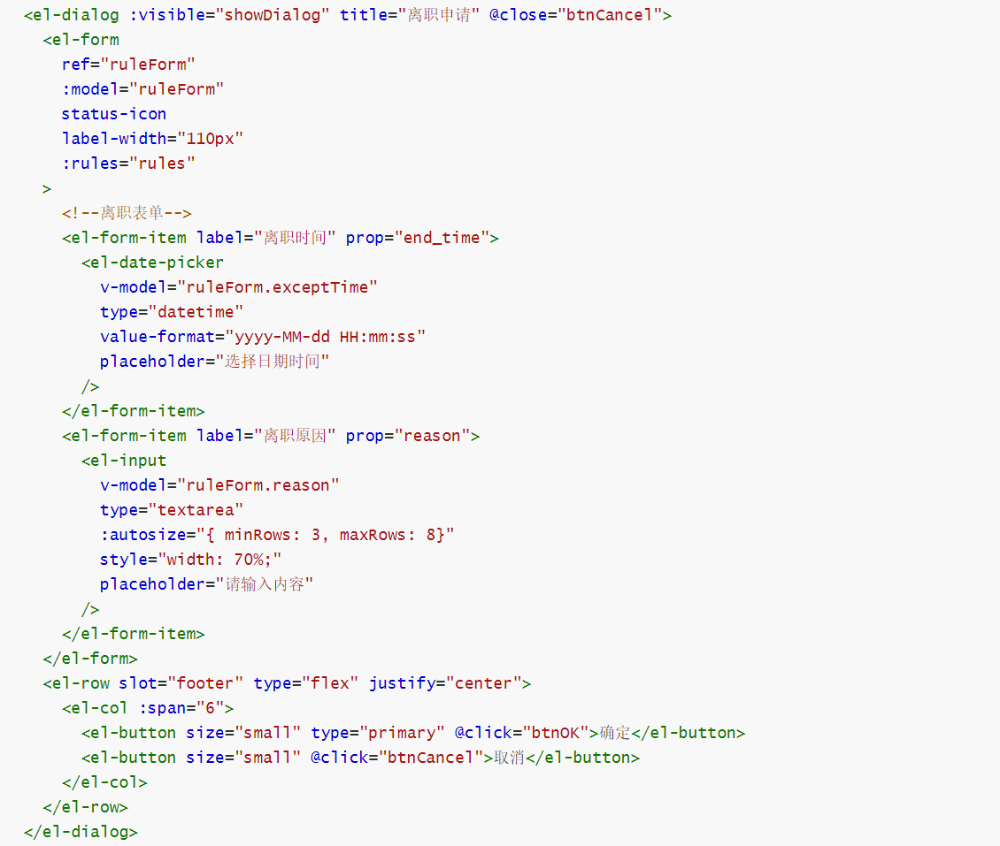 <el-dialog :visible="showDialog" title="离职申请" @close="btnCancel">
  <el-form
    ref="ruleForm"
    :model="ruleForm"
    status-icon
    label-width="110px"
    :rules="rules"
  >
    <!--离职表单-->
    <el-form-item label="离职时间" prop="end_time">
      <el-date-picker
        v-model="ruleForm.exceptTime"
        type="datetime"
        value-format="yyyy-MM-dd HH:mm:ss"
        placeholder="选择日期时间"
      />
    </el-form-item>
    <el-form-item label="离职原因" prop="reason">
      <el-input
        v-model="ruleForm.reason"
        type="textarea"
        :autosize="{ minRows: 3, maxRows: 8}"
        style="width: 70%;"
        placeholder="请输入内容"
      />
    </el-form-item>
  </el-form>
  <el-row slot="footer" type="flex" justify="center">
    <el-col :span="6">
      <el-button size="small" type="primary" @click="btnOK">确定</el-button>
      <el-button size="small" @click="btnCancel">取消</el-button>
    </el-col>
  </el-row>
</el-dialog>